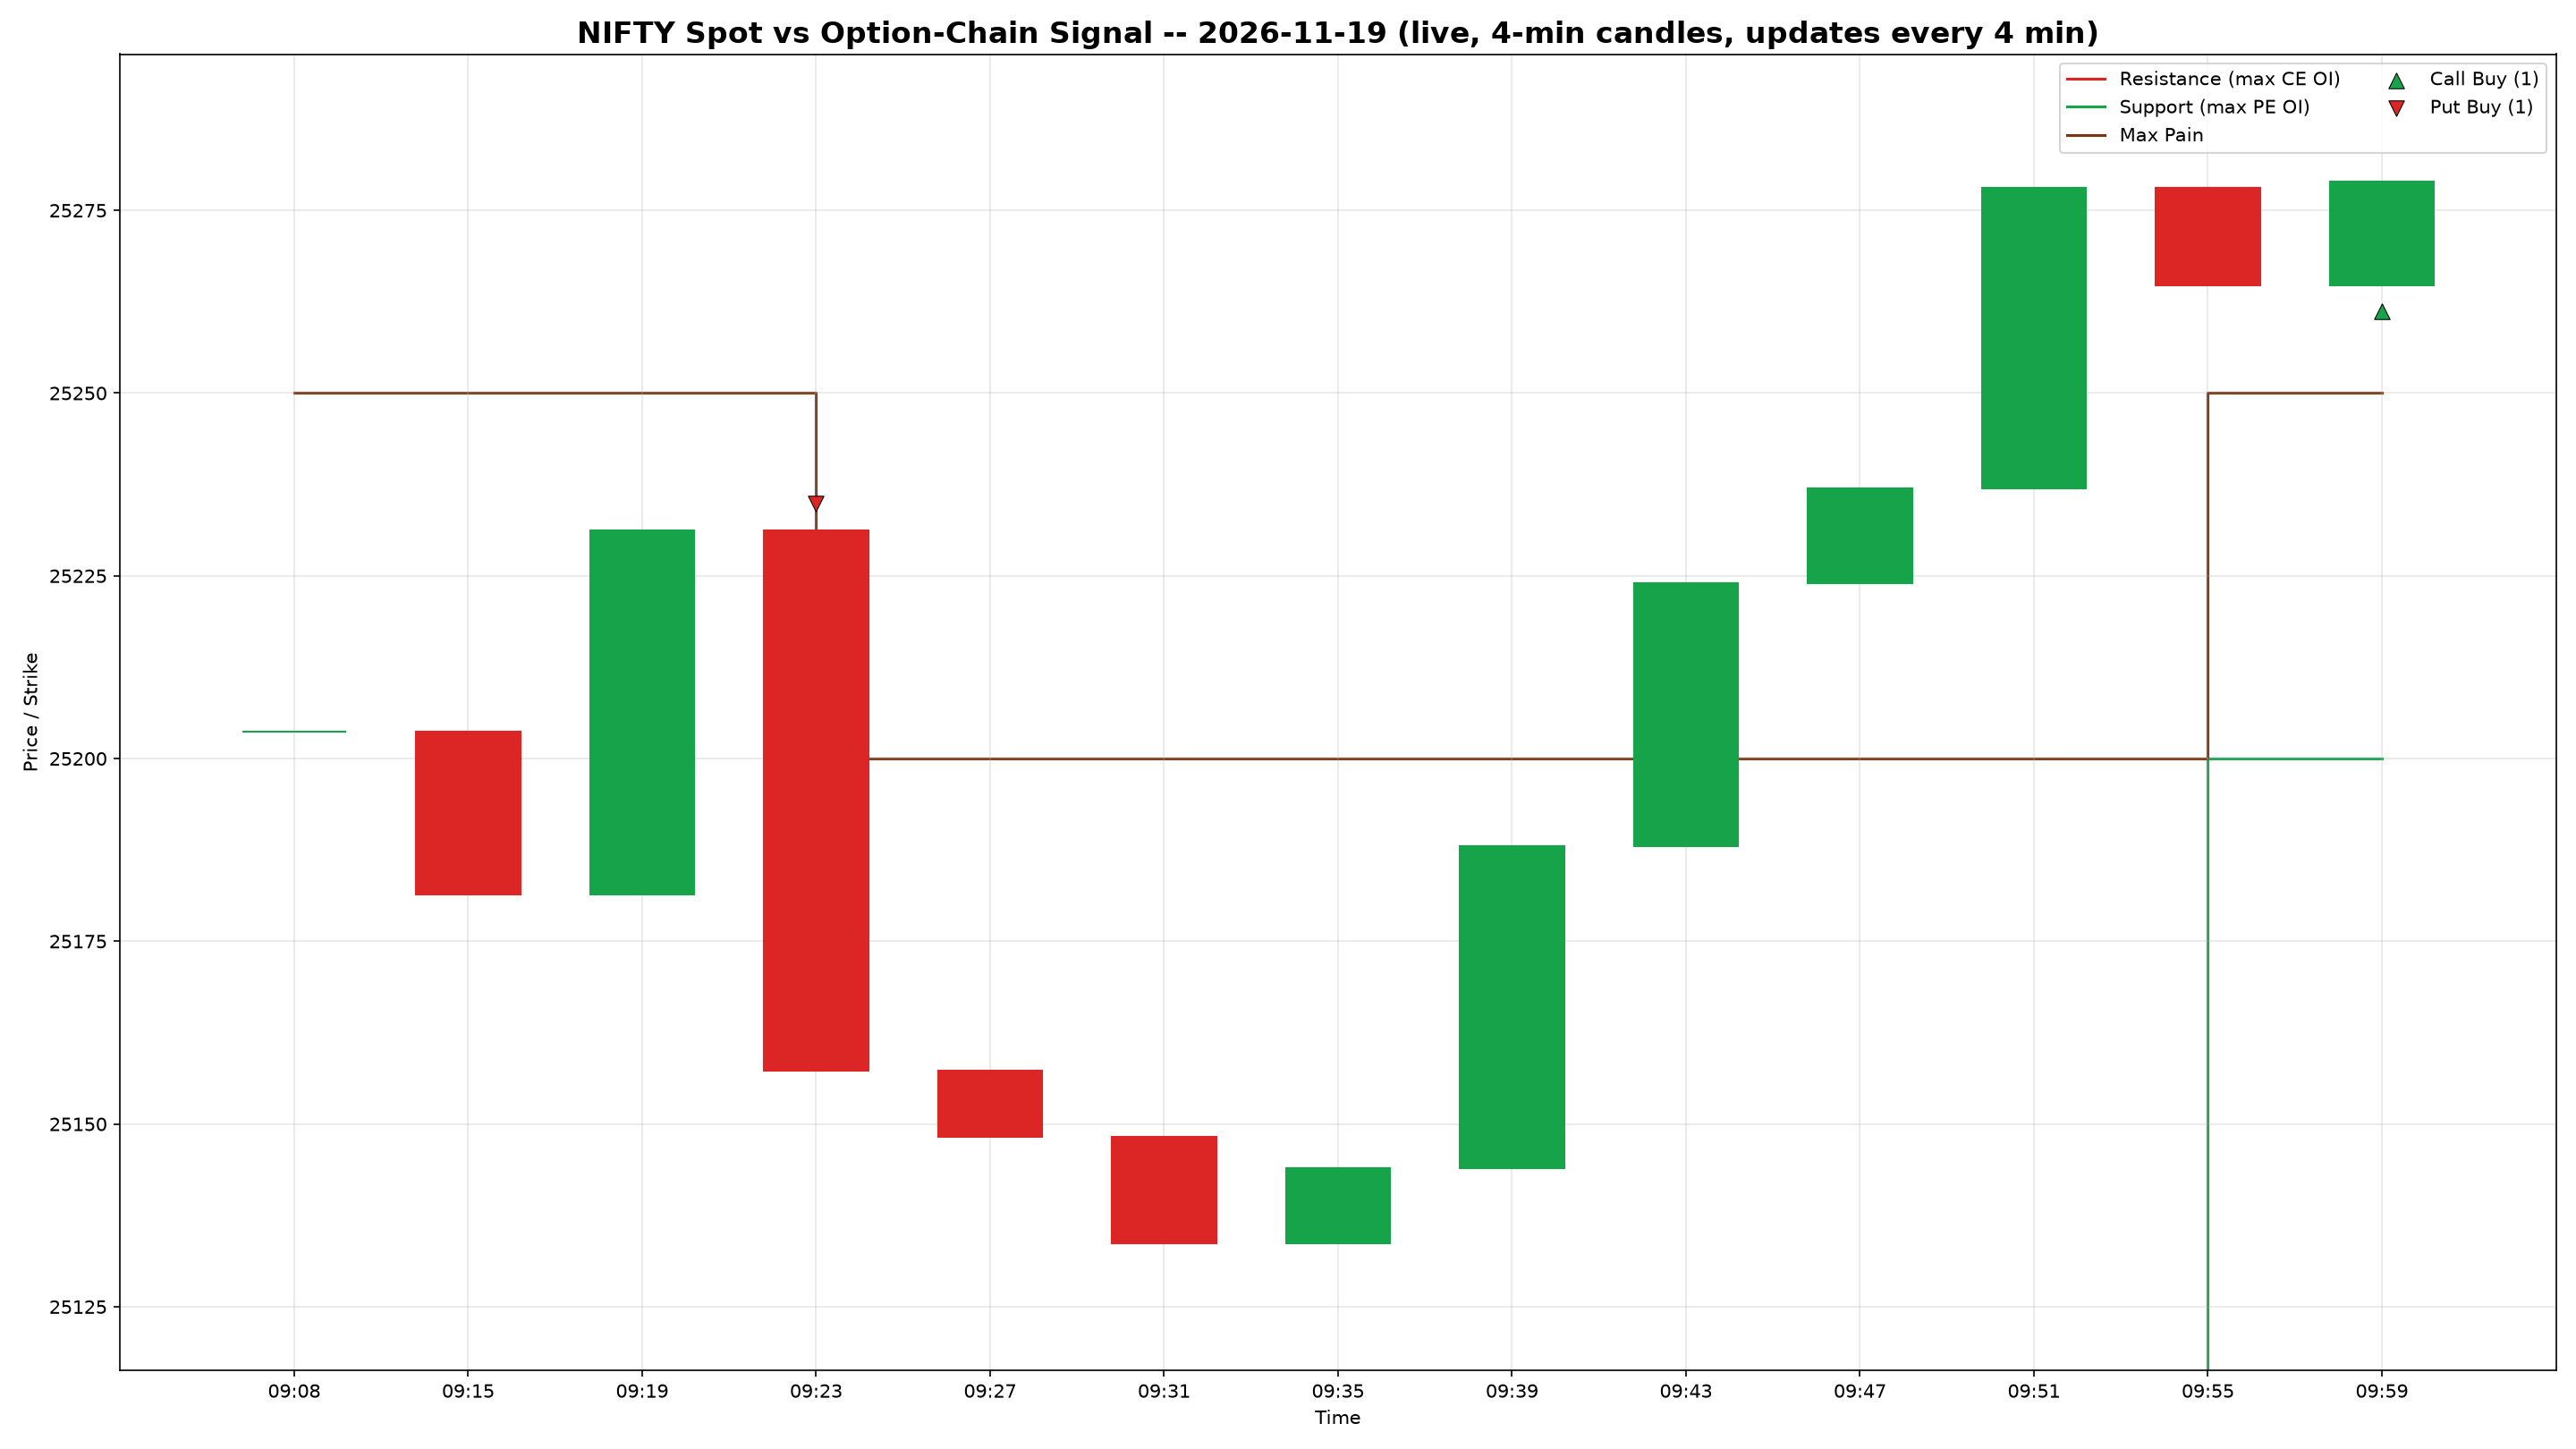 NIFTY Spot vs Option-Chain Signal -- 2026-11-19 (live, 4-min candles, updates every 4 min)
Resistance (max CE OI)
Support (max PE OI)
Max Pain
Call Buy (1)
Put Buy (1)
Price / Strike
25275
25250
25225
25200
25175
25150
25125
09:08 09:15 09:19 09:23 09:27 09:31 09:35 09:39 09:43 09:47 09:51 09:55 09:59
Time